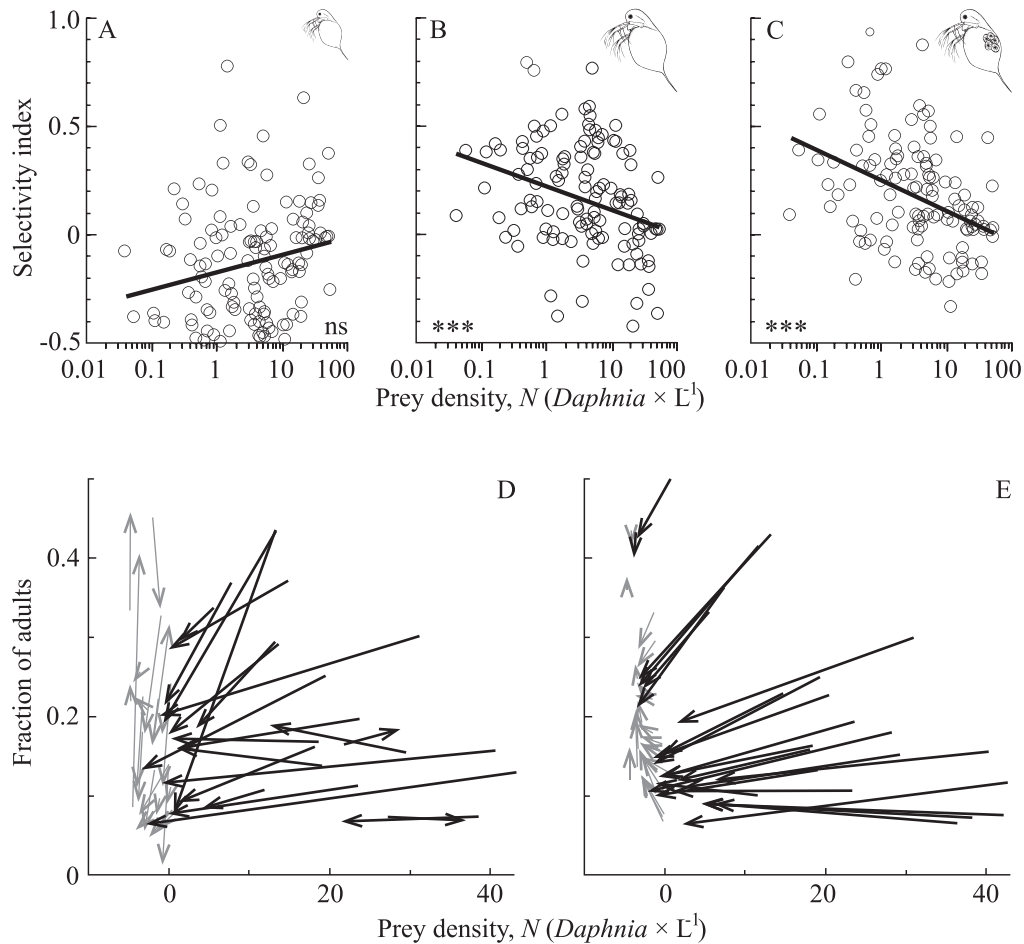 A B C
Selectivity index
1.0
0.5
0
-0.5
ns *** ***
0.01 0.1 1 10 100 0.01 0.1 1 10 100 0.01 0.1 1 10 100
Prey density, N (Daphnia × L⁻¹)
D E
Fraction of adults
0.4
0.2
0
0 20 40 0 20 40
Prey density, N (Daphnia × L⁻¹)